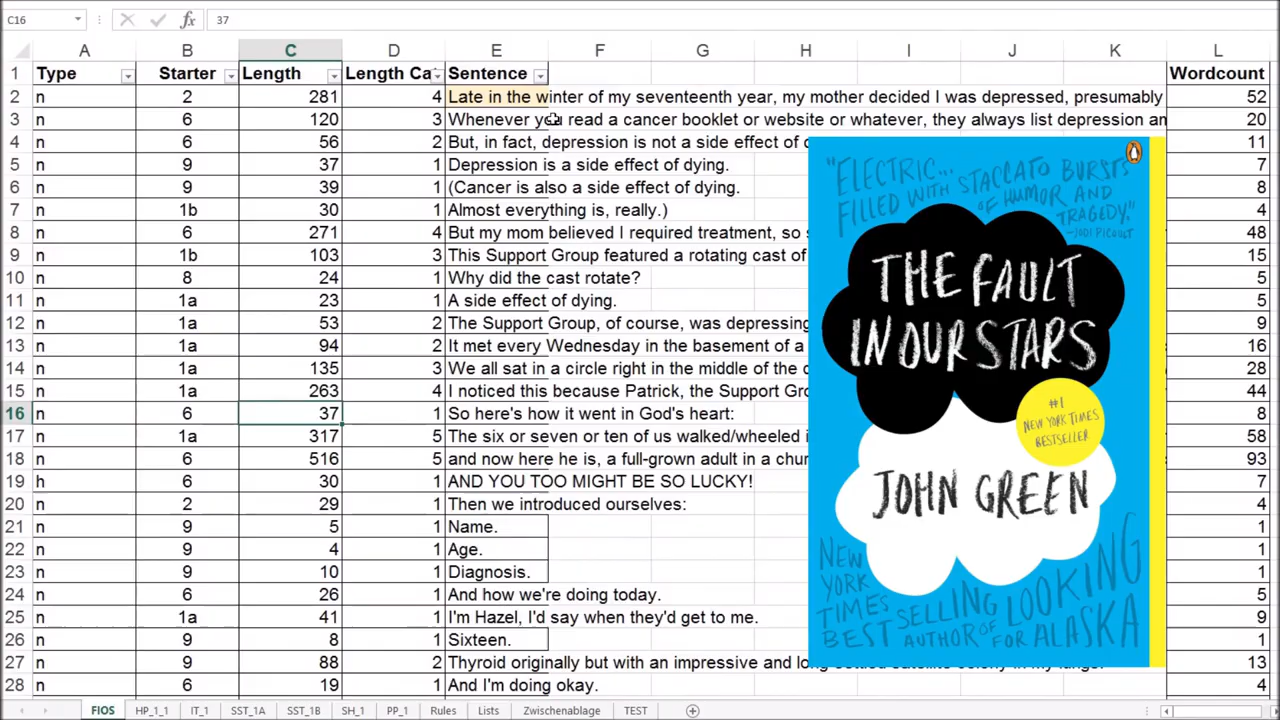 C16 fx 37
A B C D E F G H I J K L
1 Type Starter Length Length Ca Sentence Wordcount
2 n 2 281 4 Late in the winter of my seventeenth year, my mother decided I was depressed, presumably 52
3 n 6 120 3 Whenever you read a cancer booklet or website or whatever, they always list depression an 20
4 n 6 56 2 But, in fact, depression is not a side effect of c 11
5 n 9 37 1 Depression is a side effect of dying. 7
6 n 9 39 1 (Cancer is also a side effect of dying. 8
7 n 1b 30 1 Almost everything is, really.) 4
8 n 6 271 4 But my mom believed I required treatment, so s 48
9 n 1b 103 3 This Support Group featured a rotating cast of 15
10 n 8 24 1 Why did the cast rotate? 5
11 n 1a 23 1 A side effect of dying. 5
12 n 1a 53 2 The Support Group, of course, was depressing 9
13 n 1a 94 2 It met every Wednesday in the basement of a 16
14 n 1a 135 3 We all sat in a circle right in the middle of the c 28
15 n 1a 263 4 I noticed this because Patrick, the Support Gro 44
16 n 6 37 1 So here's how it went in God's heart: 8
17 n 1a 317 5 The six or seven or ten of us walked/wheeled i 58
18 n 6 516 5 and now here he is, a full-grown adult in a chur 93
19 h 6 30 1 AND YOU TOO MIGHT BE SO LUCKY! 7
20 n 2 29 1 Then we introduced ourselves: 4
21 n 9 5 1 Name. 1
22 n 9 4 1 Age. 1
23 n 9 10 1 Diagnosis. 1
24 n 6 26 1 And how we're doing today. 5
25 n 1a 41 1 I'm Hazel, I'd say when they'd get to me. 9
26 n 9 8 1 Sixteen. 1
27 n 9 88 2 Thyroid originally but with an impressive and long settled satellite colony in my lungs. 13
28 n 6 19 1 And I'm doing okay. 4
"ELECTRIC...
FILLED WITH STACCATO BURSTS
OF HUMOR AND
TRAGEDY."
—JODI PICOULT
THE FAULT
IN OUR STARS
#1
NEW YORK TIMES
BESTSELLER
JOHN GREEN
NEW
YORK
TIMES
BEST SELLING
AUTHOR OF
LOOKING
FOR ALASKA
FIOS HP_1_1 IT_1 SST_1A SST_1B SH_1 PP_1 Rules Lists Zwischenablage TEST